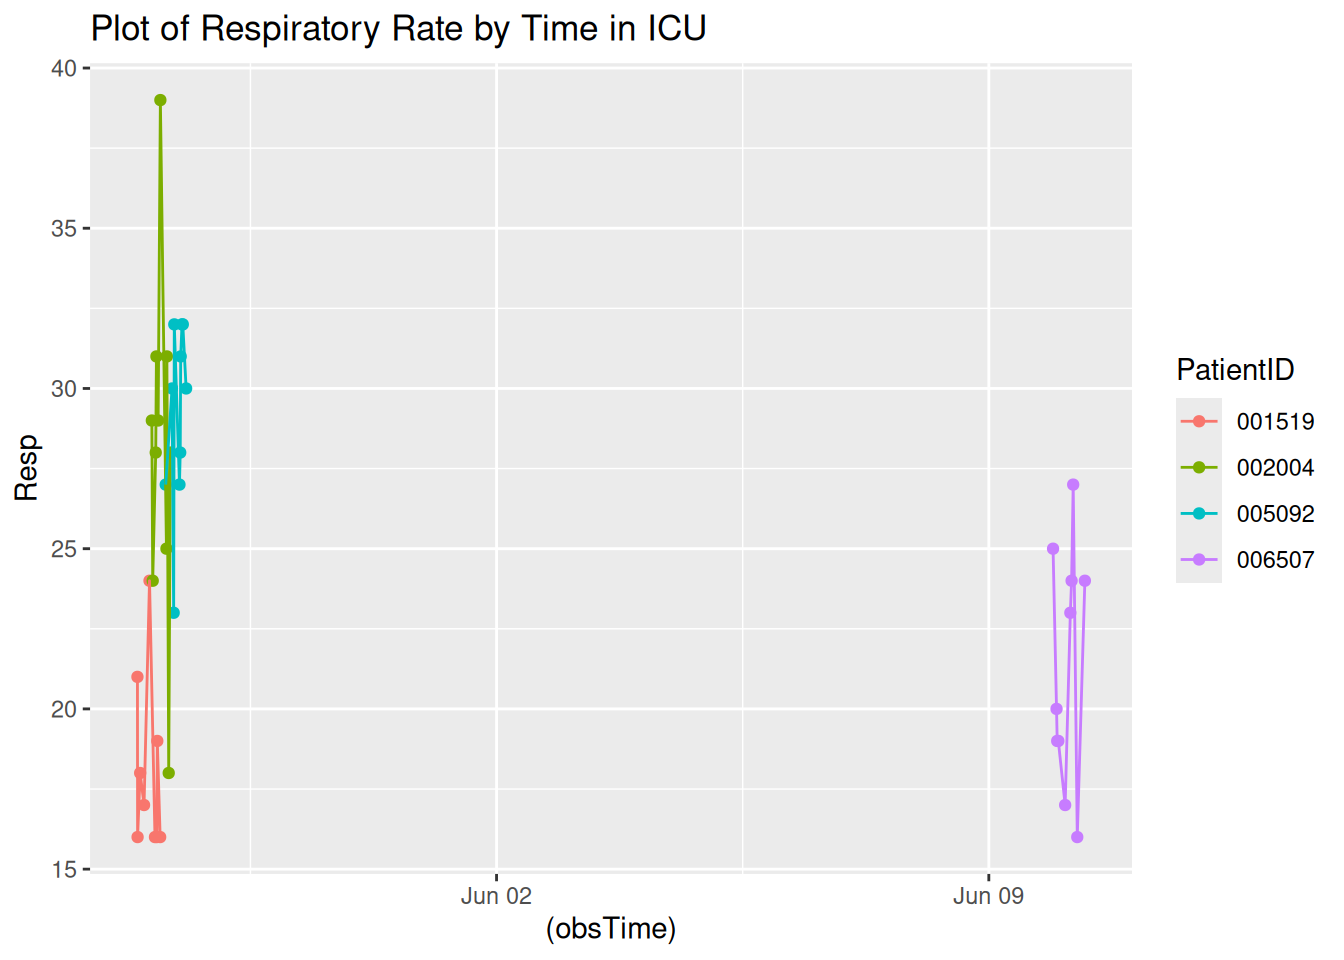 Plot of Respiratory Rate by Time in ICU
40
35
30
25
20
15
Resp
Jun 02
Jun 09
(obsTime)
PatientID
001519
002004
005092
006507